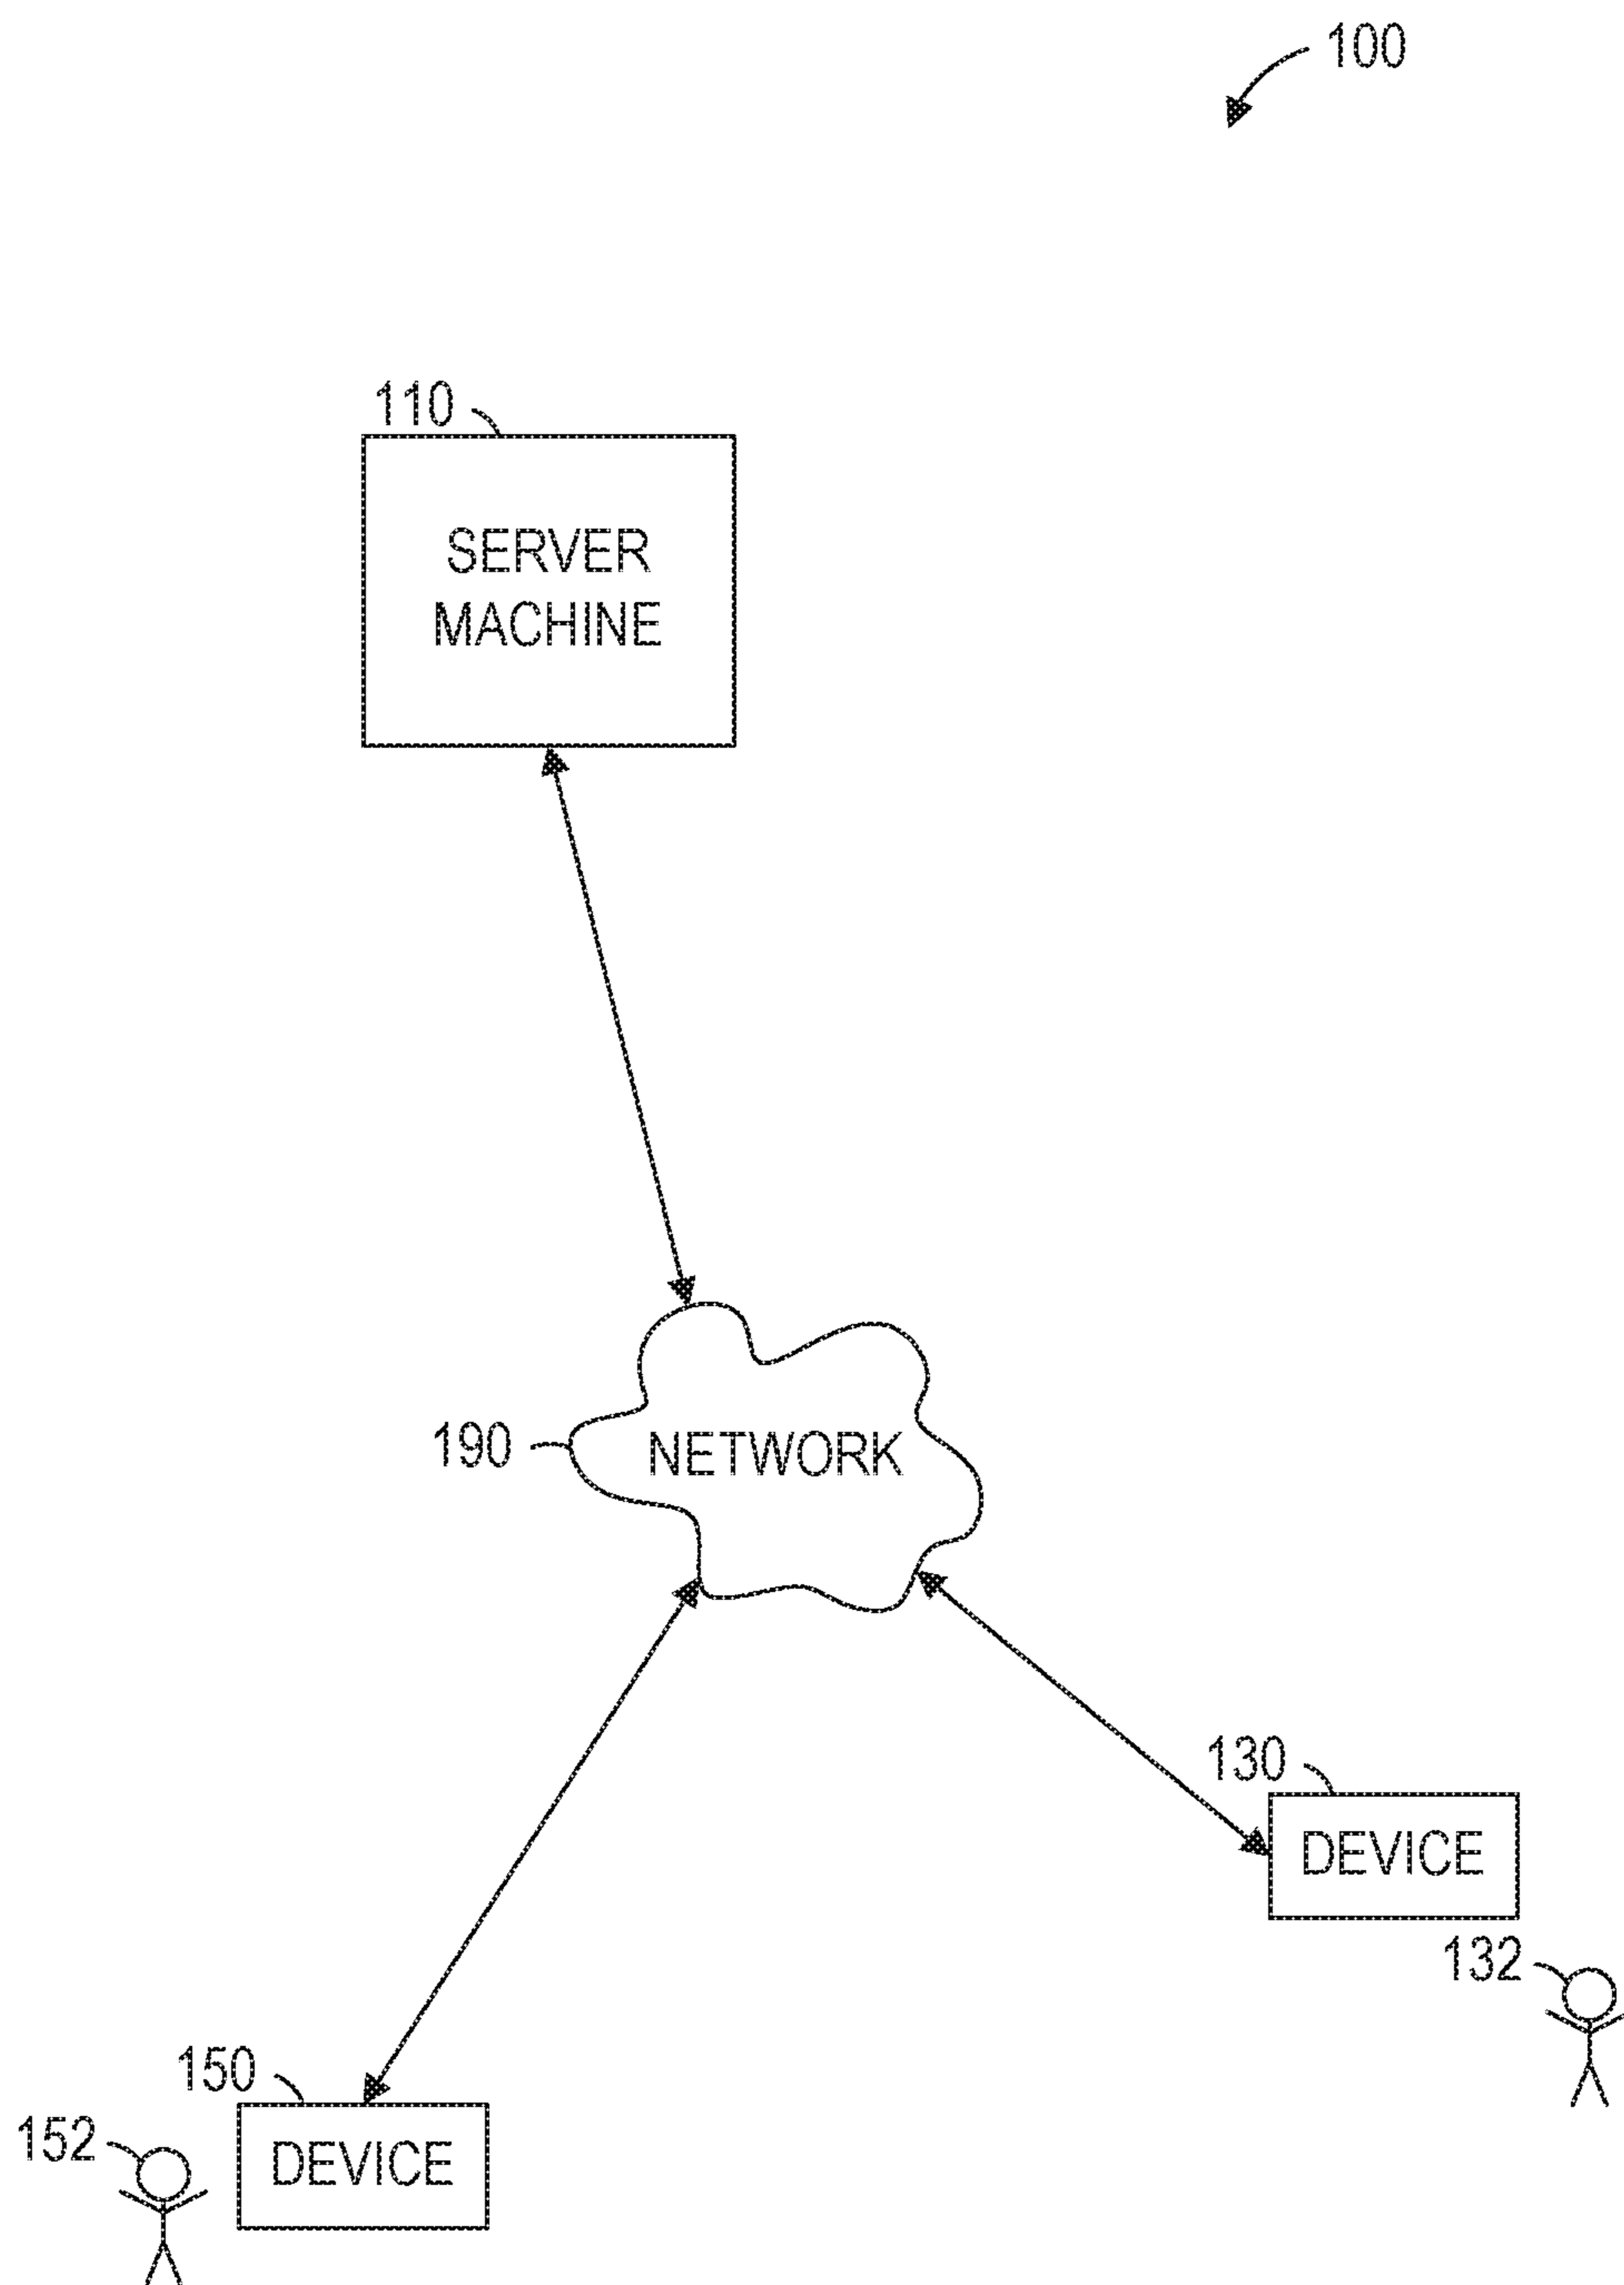 100
110
SERVER
MACHINE
190
NETWORK
130
DEVICE
132
150
152
DEVICE